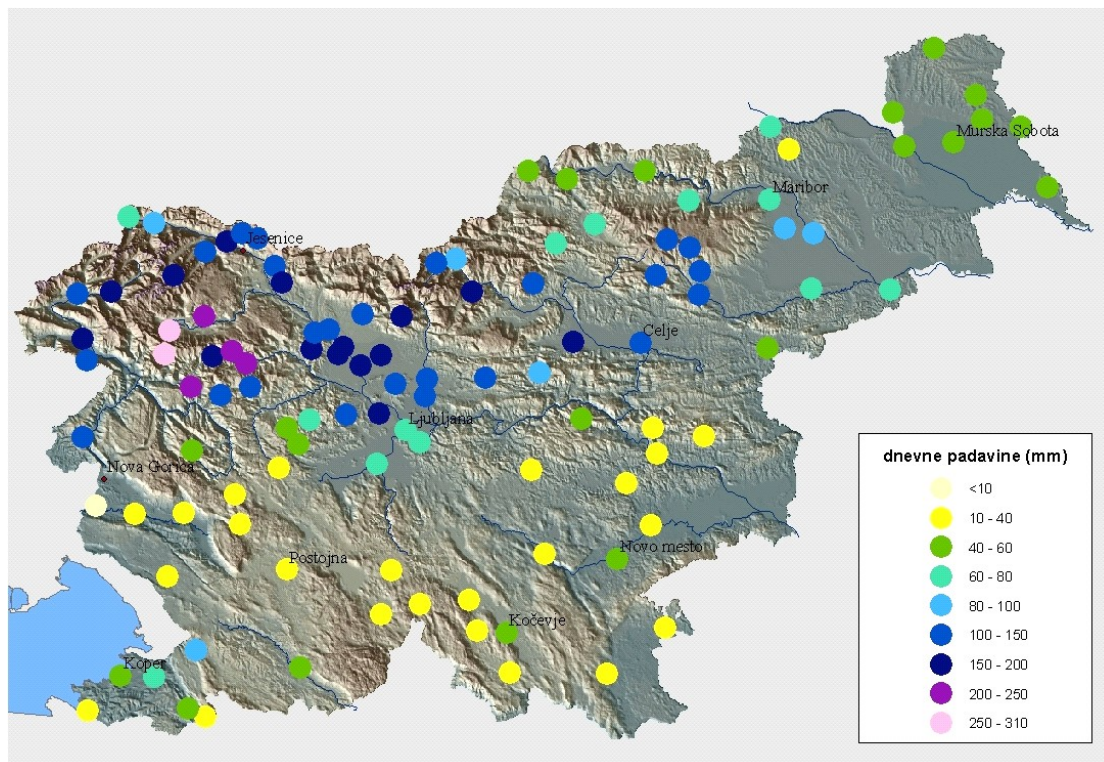 Murska Sobota
Maribor
Jesenice
Celje
Ljubljana
Nova Gorica
Postojna
Novo mesto
Kočevje
Koper
dnevne padavine (mm)
<10
10 - 40
40 - 60
60 - 80
80 - 100
100 - 150
150 - 200
200 - 250
250 - 310